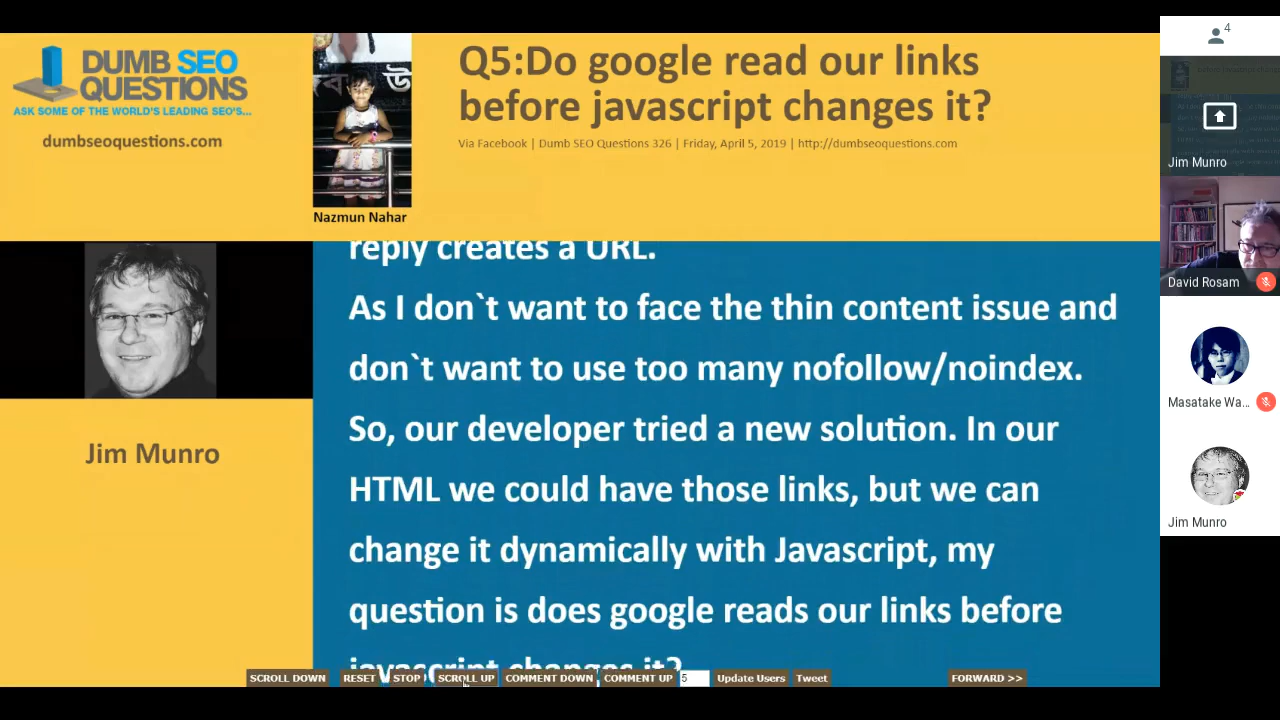 DUMB SEO
QUESTIONS
ASK SOME OF THE WORLD'S LEADING SEO'S...
dumbseoquestions.com
Nazmun Nahar
Q5:Do google read our links
before javascript changes it?
Via Facebook | Dumb SEO Questions 326 | Friday, April 5, 2019 | http://dumbseoquestions.com
Jim Munro
reply creates a URL.
As I don`t want to face the thin content issue and
don`t want to use too many nofollow/noindex.
So, our developer tried a new solution. In our
HTML we could have those links, but we can
change it dynamically with Javascript, my
question is does google reads our links before
javascript changes it?
SCROLL DOWN RESET STOP SCROLL UP COMMENT DOWN COMMENT UP 5 Update Users Tweet FORWARD >>
4
Jim Munro
David Rosam
Masatake Wa...
Jim Munro